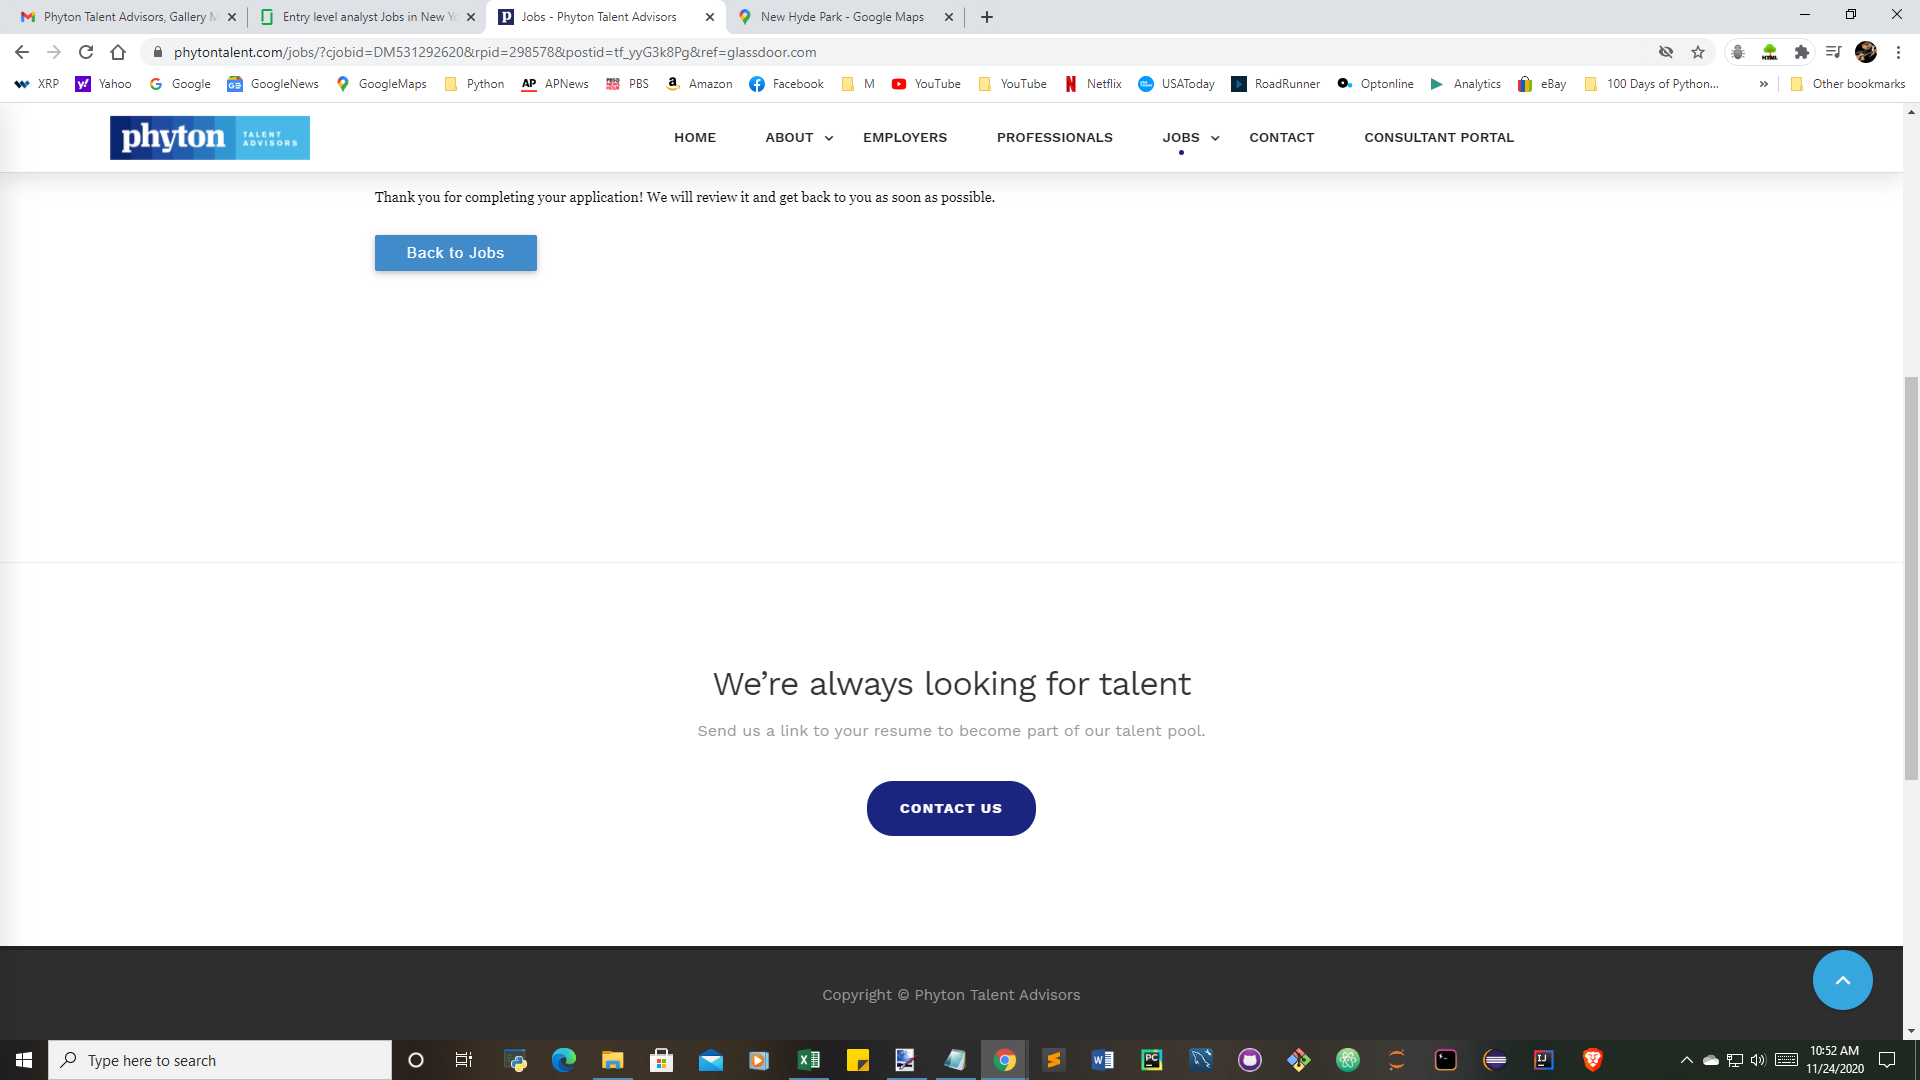 Phyton Talent Advisors, Gallery M
Entry level analyst Jobs in New Yo
Jobs - Phyton Talent Advisors
New Hyde Park - Google Maps
phytontalent.com/jobs/?cjobid=DM531292620&rpid=298578&postid=tf_yyG3k8Pg&ref=glassdoor.com
XRP Yahoo Google GoogleNews GoogleMaps Python APNews PBS Amazon Facebook M YouTube YouTube Netflix USAToday RoadRunner Optonline Analytics eBay 100 Days of Python... » Other bookmarks
phyton TALENT ADVISORS
HOME ABOUT EMPLOYERS PROFESSIONALS JOBS CONTACT CONSULTANT PORTAL
Thank you for completing your application! We will review it and get back to you as soon as possible.
Back to Jobs
We’re always looking for talent
Send us a link to your resume to become part of our talent pool.
CONTACT US
Copyright © Phyton Talent Advisors
Type here to search
10:52 AM
11/24/2020